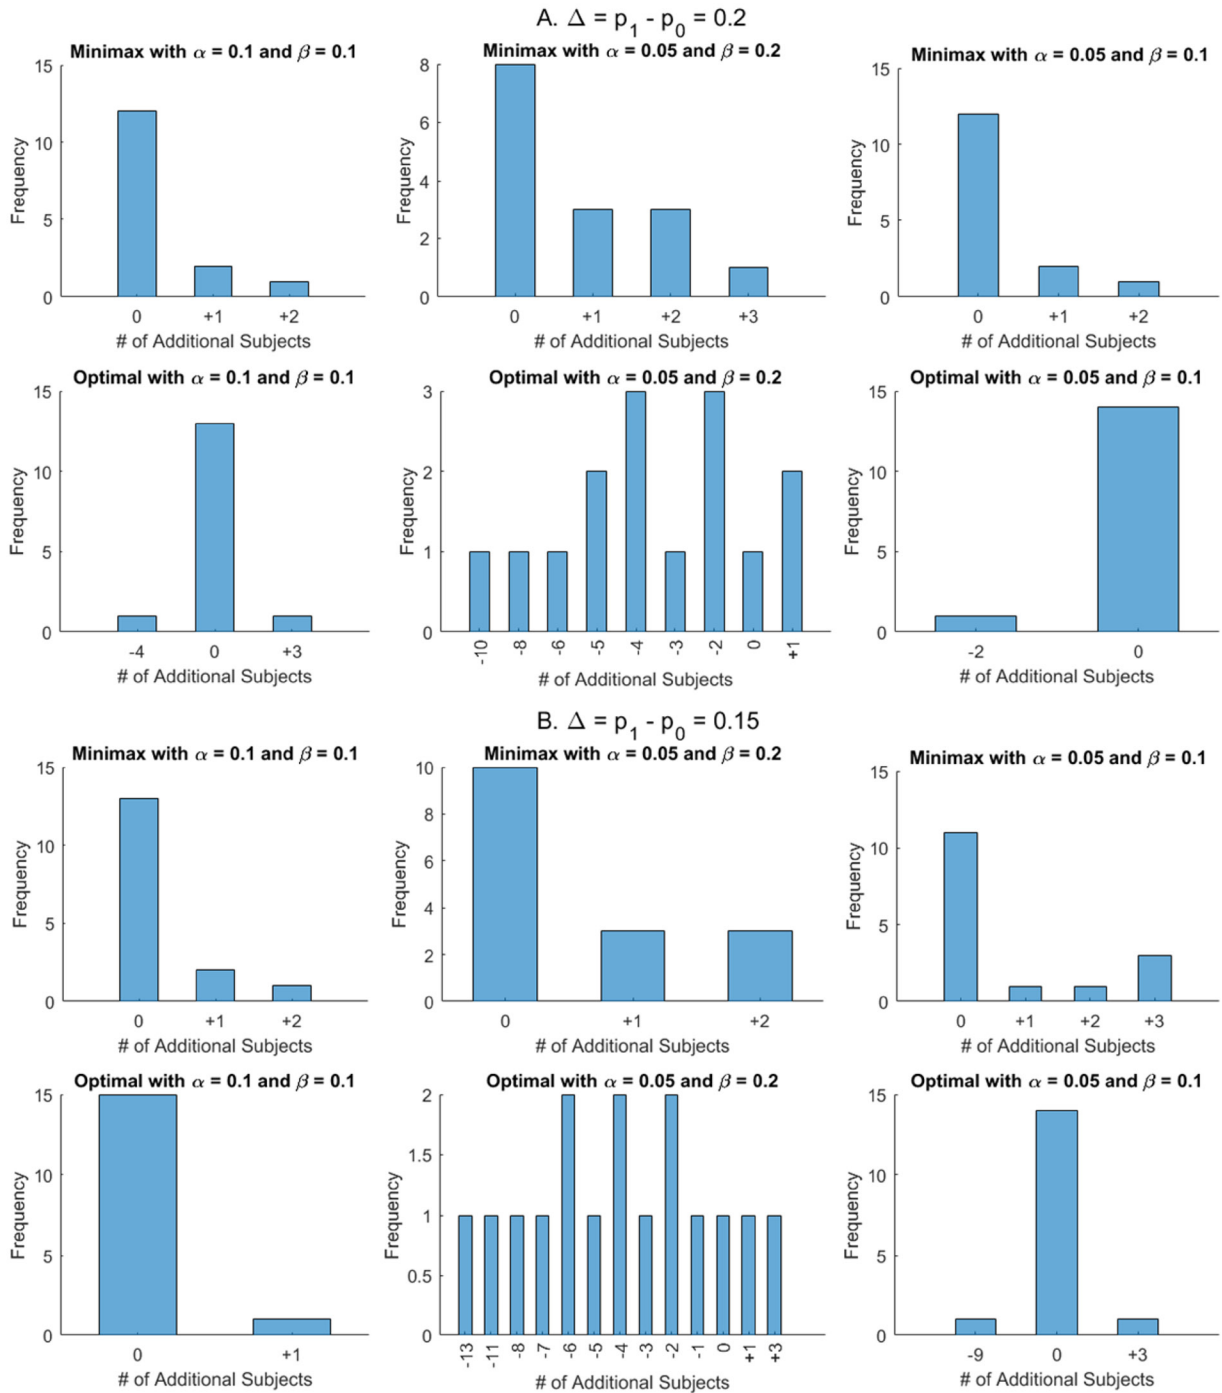 A. Δ = p1 - p0 = 0.2
Minimax with α = 0.1 and β = 0.1
15
10
5
0
Frequency
0 +1 +2
# of Additional Subjects
Minimax with α = 0.05 and β = 0.2
8
6
4
2
0
Frequency
0 +1 +2 +3
# of Additional Subjects
Minimax with α = 0.05 and β = 0.1
15
10
5
0
Frequency
0 +1 +2
# of Additional Subjects
Optimal with α = 0.1 and β = 0.1
15
10
5
0
Frequency
-4 0 +3
# of Additional Subjects
Optimal with α = 0.05 and β = 0.2
3
2
1
0
Frequency
-10 -8 -6 -5 -4 -3 -2 0 +1
# of Additional Subjects
Optimal with α = 0.05 and β = 0.1
15
10
5
0
Frequency
-2 0
# of Additional Subjects
B. Δ = p1 - p0 = 0.15
Minimax with α = 0.1 and β = 0.1
15
10
5
0
Frequency
0 +1 +2
# of Additional Subjects
Minimax with α = 0.05 and β = 0.2
10
8
6
4
2
0
Frequency
0 +1 +2
# of Additional Subjects
Minimax with α = 0.05 and β = 0.1
15
10
5
0
Frequency
0 +1 +2 +3
# of Additional Subjects
Optimal with α = 0.1 and β = 0.1
15
10
5
0
Frequency
0 +1
# of Additional Subjects
Optimal with α = 0.05 and β = 0.2
2
1.5
1
0.5
0
Frequency
-13 -11 -8 -7 -6 -5 -4 -3 -2 -1 0 +1 +3
# of Additional Subjects
Optimal with α = 0.05 and β = 0.1
15
10
5
0
Frequency
-9 0 +3
# of Additional Subjects